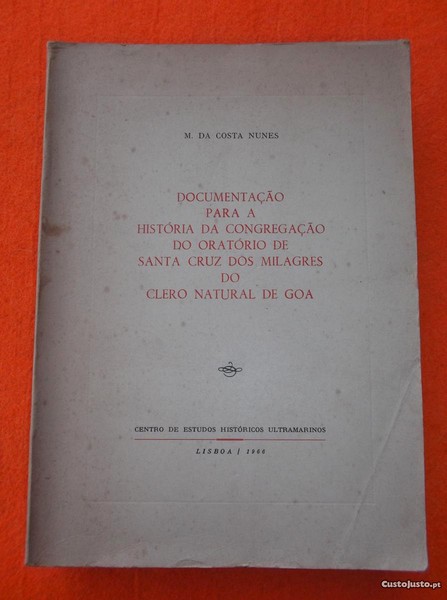 M. DA COSTA NUNES
DOCUMENTAÇÃO
PARA A
HISTÓRIA DA CONGREGAÇÃO
DO ORATÓRIO DE
SANTA CRUZ DOS MILAGRES
DO
CLERO NATURAL DE GOA
CENTRO DE ESTUDOS HISTÓRICOS ULTRAMARINOS
LISBOA / 1966
CustoJusto.pt